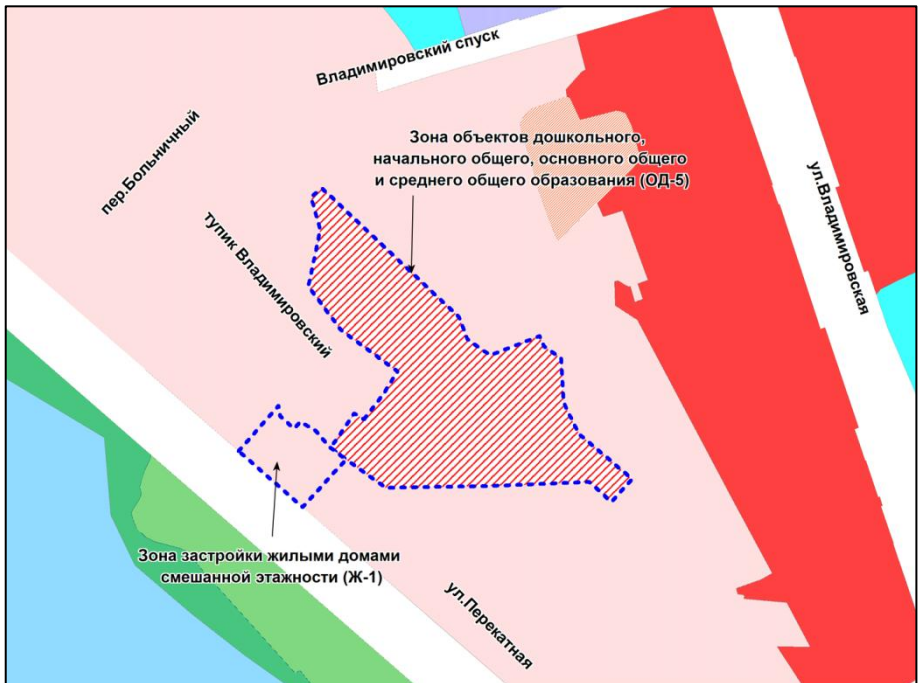 Владимировский спуск
пер.Больничный
Зона объектов дошкольного,
начального общего, основного общего
и среднего общего образования (ОД-5)
ул.Владимировская
тупик Владимировский
Зона застройки жилыми домами
смешанной этажности (Ж-1)
ул.Перекатная